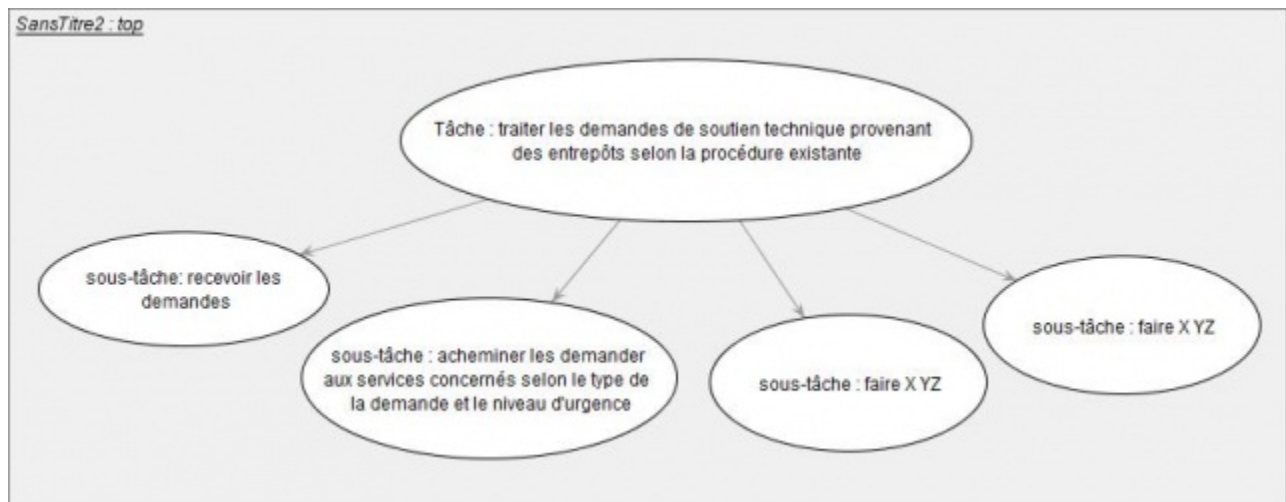 SansTitre2 : top
Tâche : traiter les demandes de soutien technique provenant
des entrepôts selon la procédure existante
sous-tâche: recevoir les
demandes
sous-tâche : acheminer les demander
aux services concernés selon le type de
la demande et le niveau d'urgence
sous-tâche : faire X YZ
sous-tâche : faire X YZ